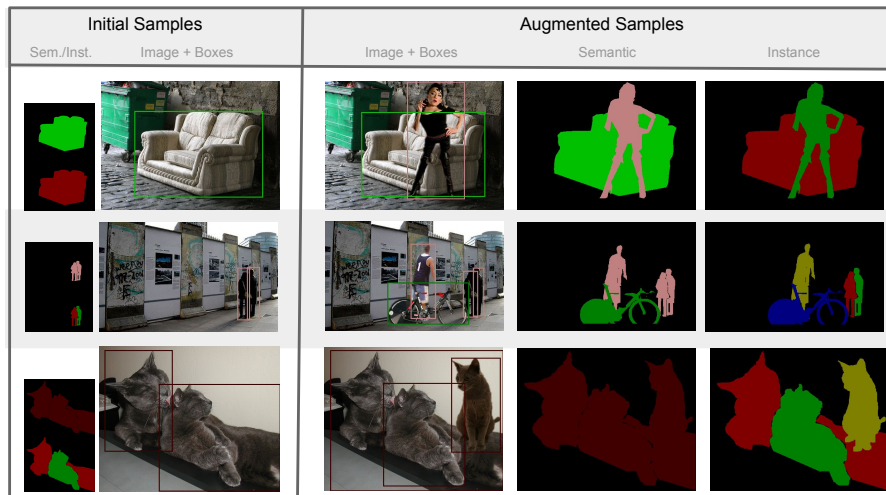 Initial Samples
Augmented Samples
Sem./Inst.
Image + Boxes
Image + Boxes
Semantic
Instance